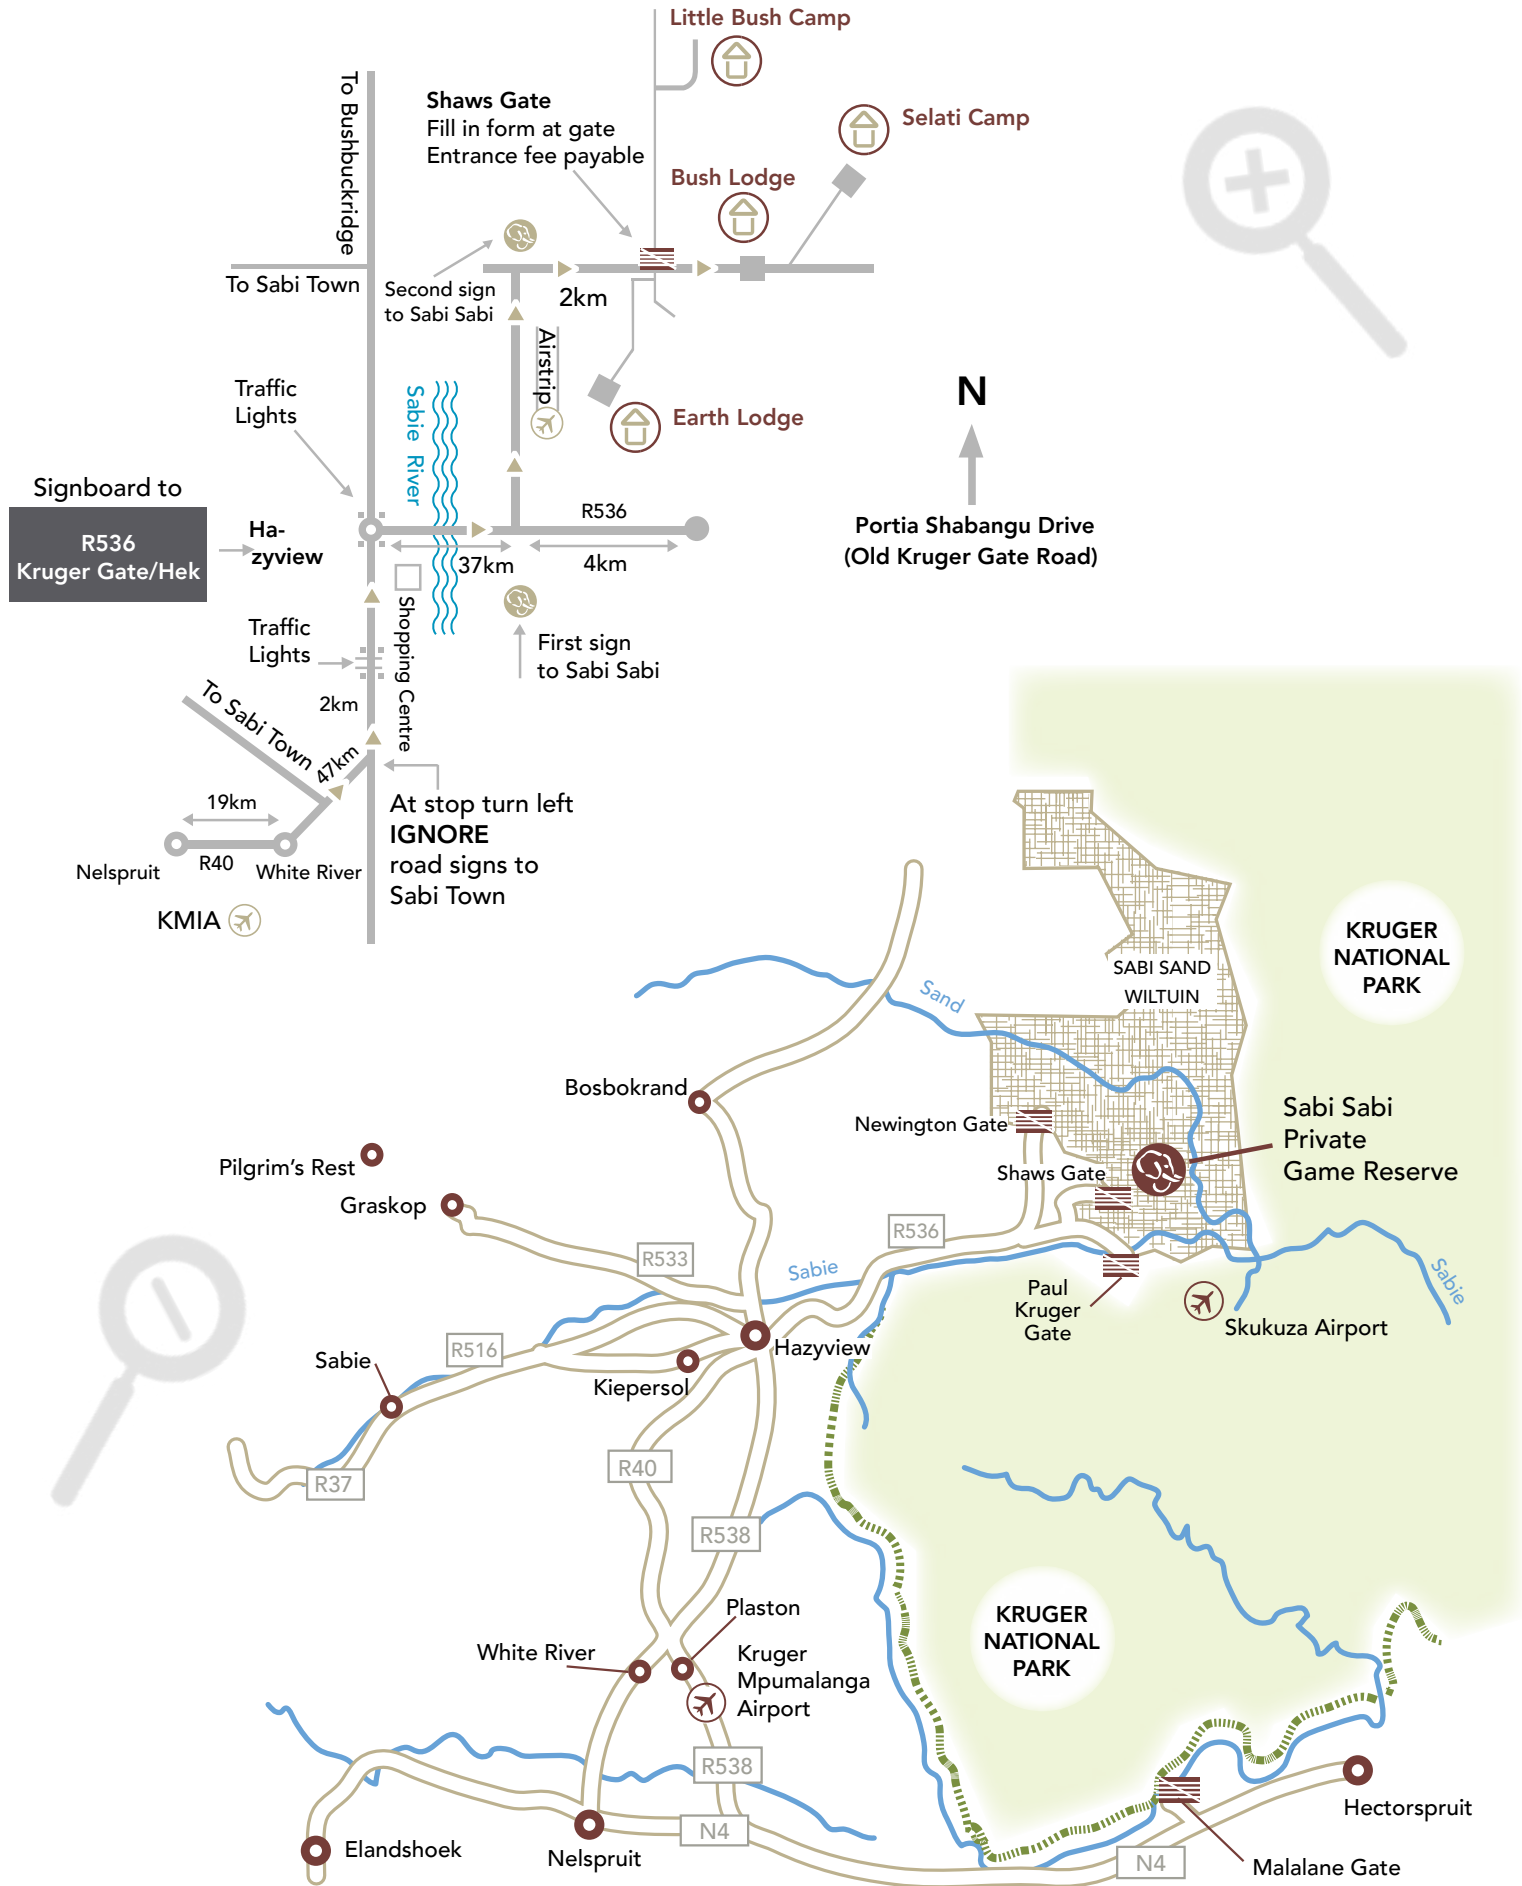 Little Bush Camp
To Bushbuckridge
Shaws Gate
Fill in form at gate
Entrance fee payable
Selati Camp
Bush Lodge
To Sabi Town
Second sign
to Sabi Sabi
2km
Airstrip
Traffic
Lights
Sabie River
Earth Lodge
N
Signboard to
R536
Kruger Gate/Hek
Ha-
zyview
R536
37km
4km
Portia Shabangu Drive
(Old Kruger Gate Road)
Shopping Centre
Traffic
Lights
First sign
to Sabi Sabi
To Sabi Town
2km
47km
19km
R40
Nelspruit
White River
At stop turn left
IGNORE
road signs to
Sabi Town
KMIA
KRUGER
NATIONAL
PARK
SABI SAND
WILTUIN
Sand
Bosbokrand
Newington Gate
Sabi Sabi
Private
Game Reserve
Pilgrim's Rest
Shaws Gate
Graskop
R536
R533
Sabie
Sabie
Paul
Kruger
Gate
Skukuza Airport
R516
Hazyview
Sabie
Kiepersol
R40
R37
R538
Plaston
KRUGER
NATIONAL
PARK
White River
Kruger
Mpumalanga
Airport
R538
Hectorspruit
N4
Elandshoek
Nelspruit
N4
Malalane Gate